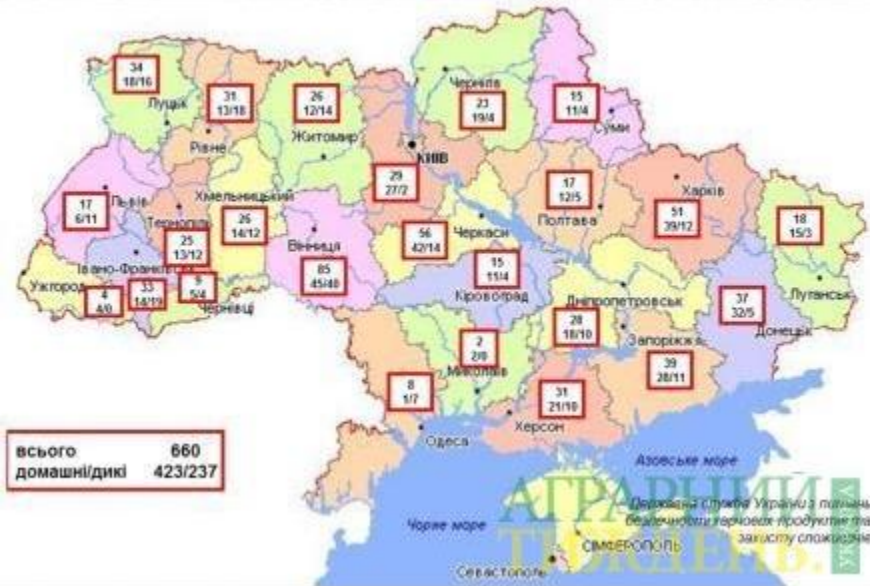 34
18/16
Луцьк
31
13/18
Рівне
26
12/14
Житомир
Чернігів
23
19/4
15
11/4
Суми
КИЇВ
29
27/2
17
6/11
Львів
Тернопіль
25
13/12
Хмельницький
26
14/12
Вінниця
85
45/40
Черкаси
56
42/14
17
12/5
Полтава
Харків
51
39/12
18
15/3
Луганськ
Ужгород
4
4/0
Івано-Франківськ
33
14/19
9
5/4
Чернівці
15
11/4
Кіровоград
Дніпропетровськ
28
18/10
Запоріжжя
39
28/11
37
32/5
Донецьк
2
2/0
Миколаїв
8
1/7
Одеса
31
21/10
Херсон
всього 660
домашні/дикі 423/237
Азовське море
Чорне море
СІМФЕРОПОЛЬ
Севастополь
АГРАРНИЙ
ТИЖДЕНЬ.
УКРАЇНА
Державна служба України з питань
безпечності харчових продуктів та
захисту споживачів